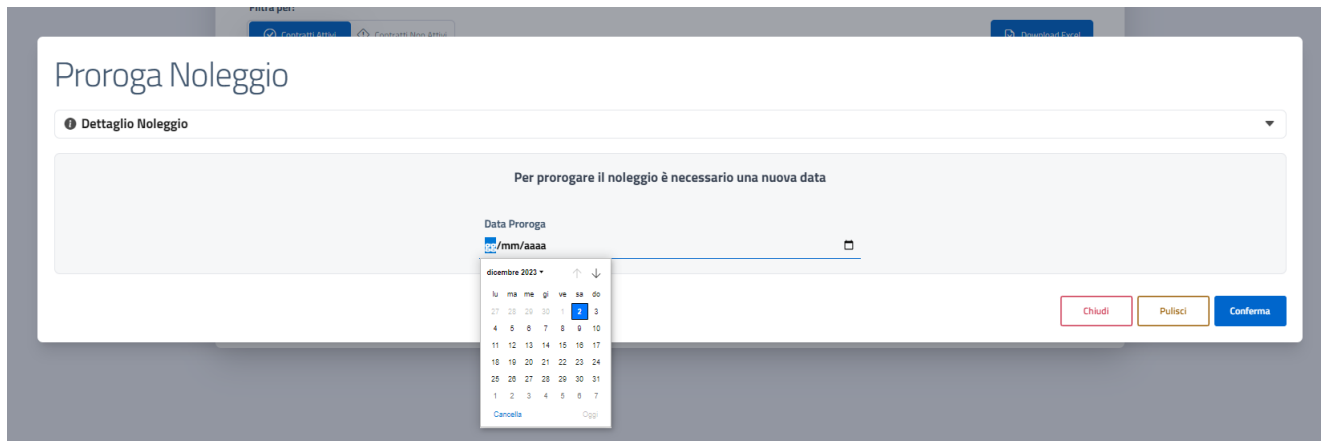 Filtra per:
Contratti Attivi
Contratti Non Attivi
Download Excel
Proroga Noleggio
Dettaglio Noleggio
Per prorogare il noleggio è necessario una nuova data
Data Proroga
/mm/aaaa
dicembre 2023
lu ma me gi ve sa do
27 28 29 30 1 2 3
4 5 6 7 8 9 10
11 12 13 14 15 16 17
18 19 20 21 22 23 24
25 26 27 28 29 30 31
1 2 3 4 5 6 7
Cancella
Oggi
Chiudi
Pulisci
Conferma